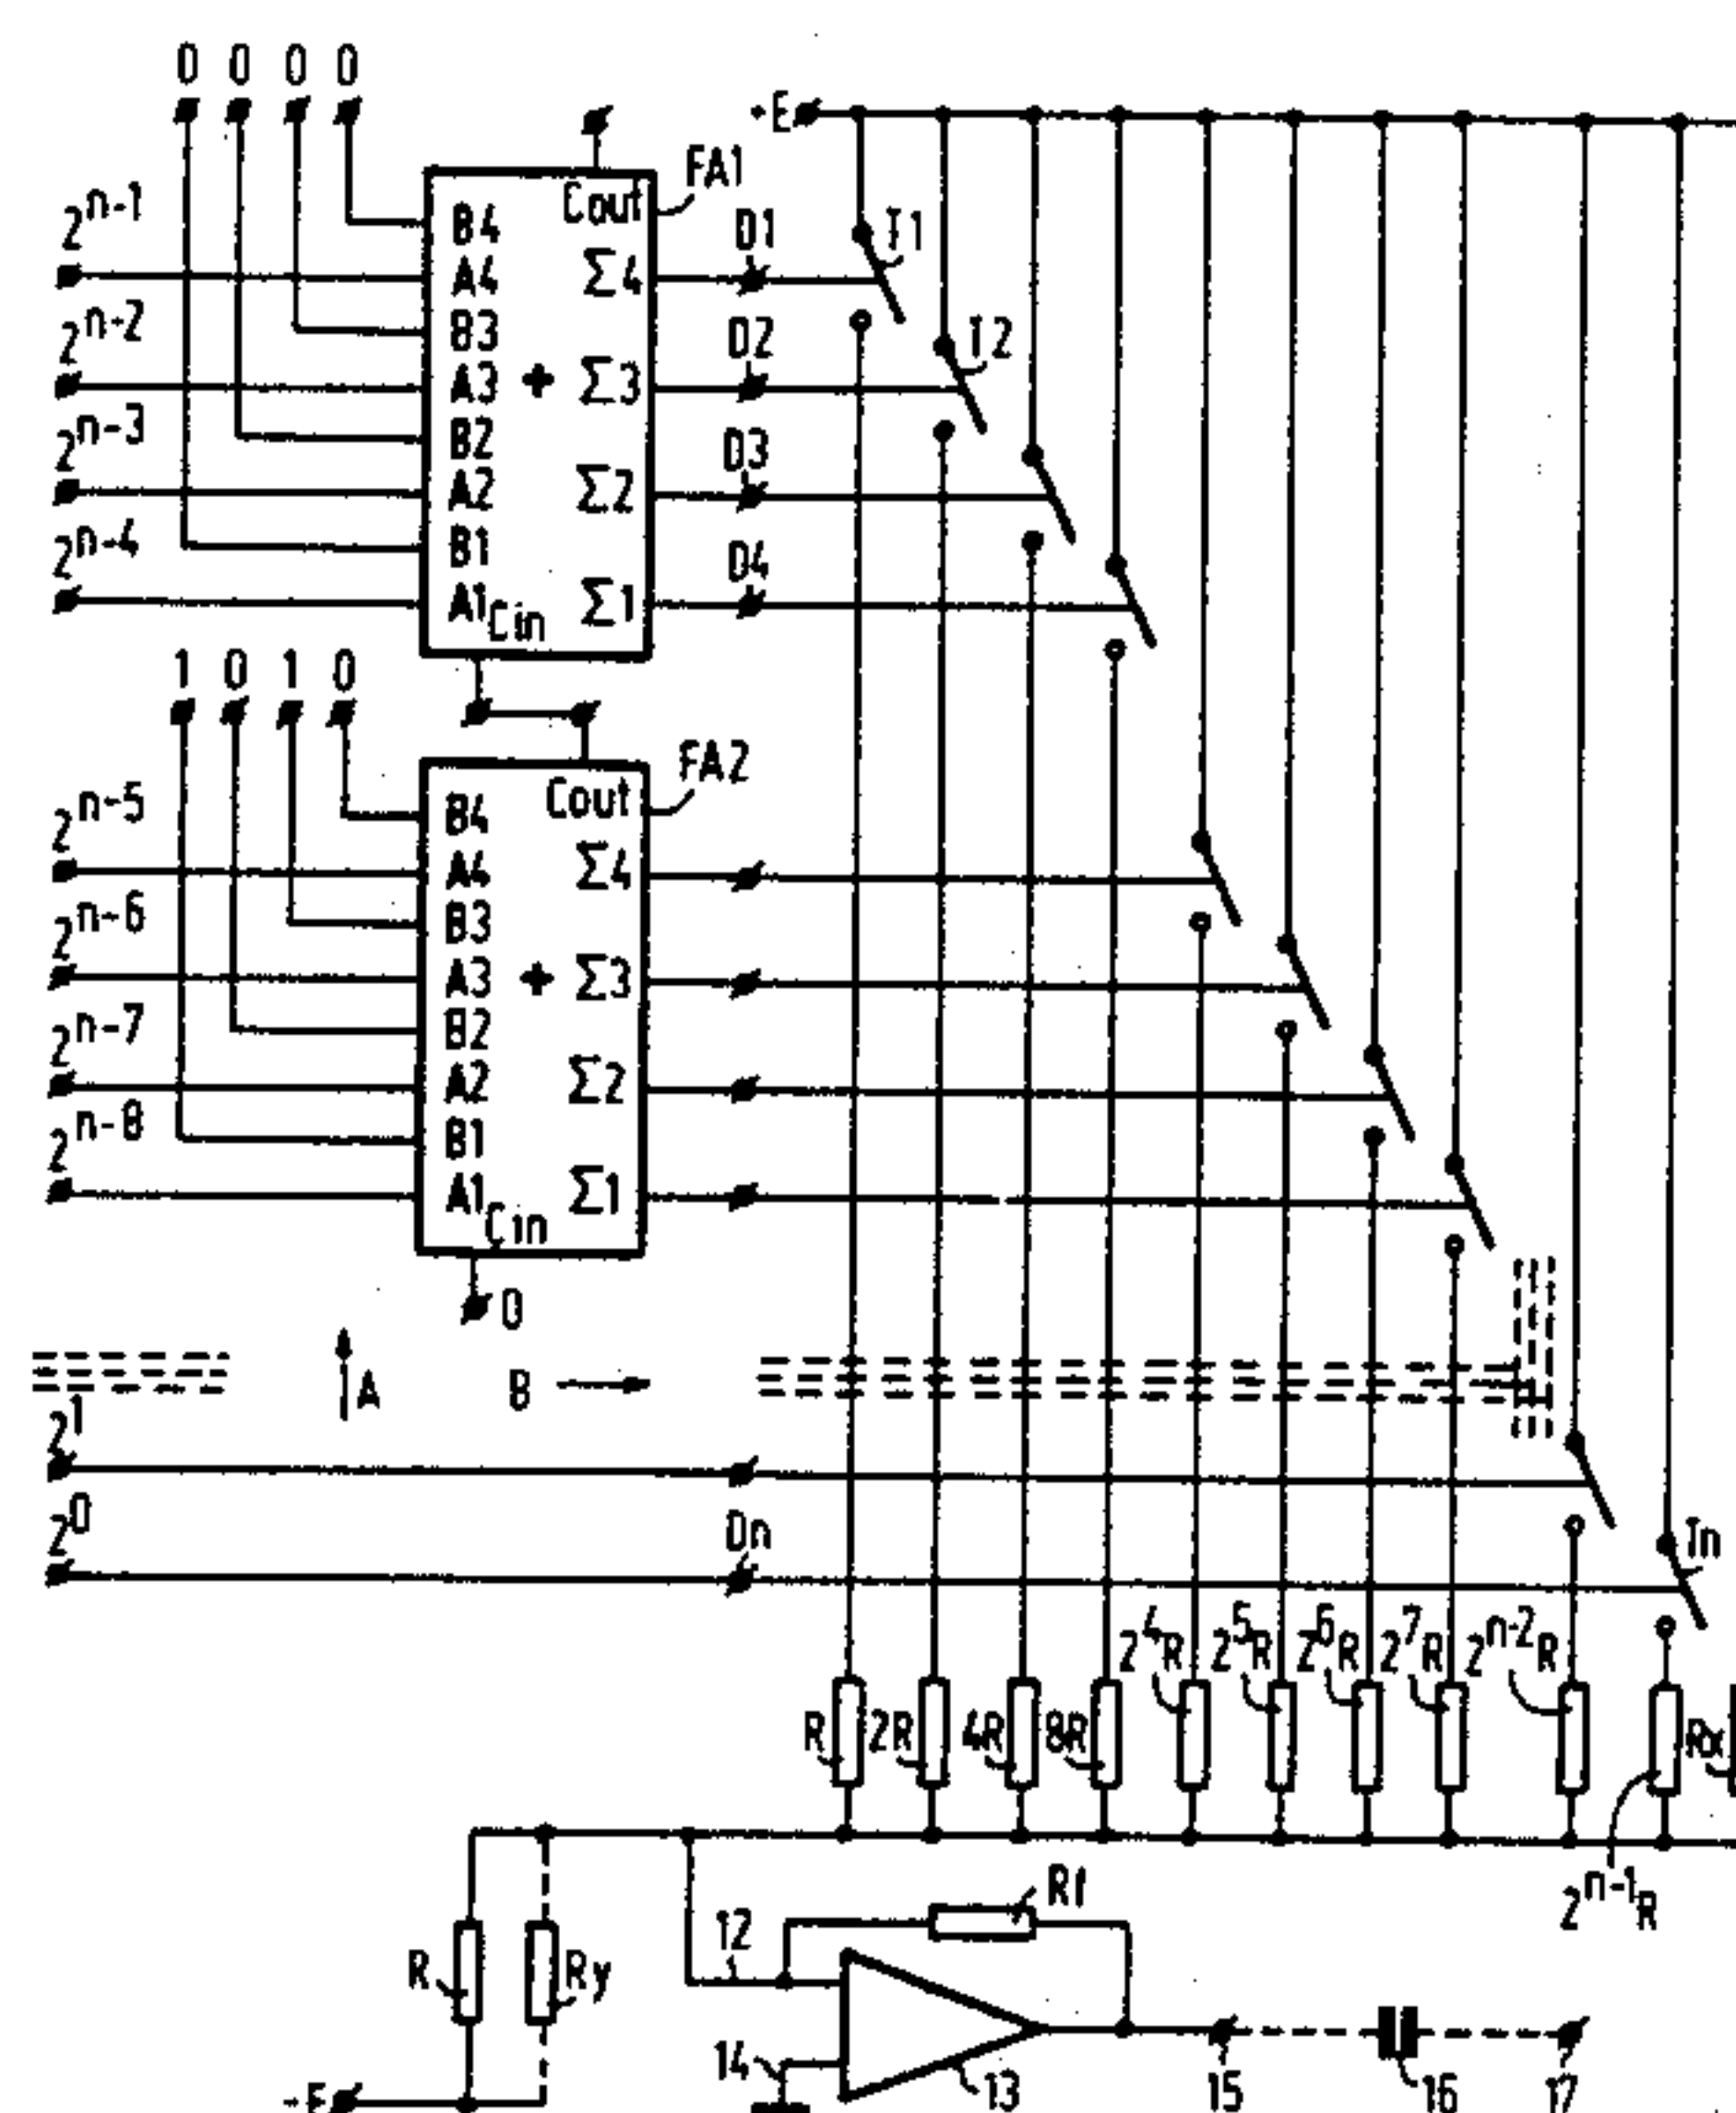 0 0 0 0
+E
FA1
Cout
2^n-1
B4
D1
T1
A4
Σ4
2^n-2
B3
D2
T2
A3
+
Σ3
2^n-3
B2
D3
A2
Σ2
2^n-4
B1
D4
A1
Cin
Σ1
1 0 1 0
FA2
Cout
2^n-5
B4
A4
Σ4
2^n-6
B3
A3
+
Σ3
2^n-7
B2
A2
Σ2
2^n-8
B1
A1
Cin
Σ1
0
A
B
2^1
2^0
Dn
Tn
2^4R
2^5R
2^6R
2^7R
2^n-2R
R
2R
4R
8R
Rx
2^n-1R
Rf
12
R
Ry
14
13
15
16
17
-E